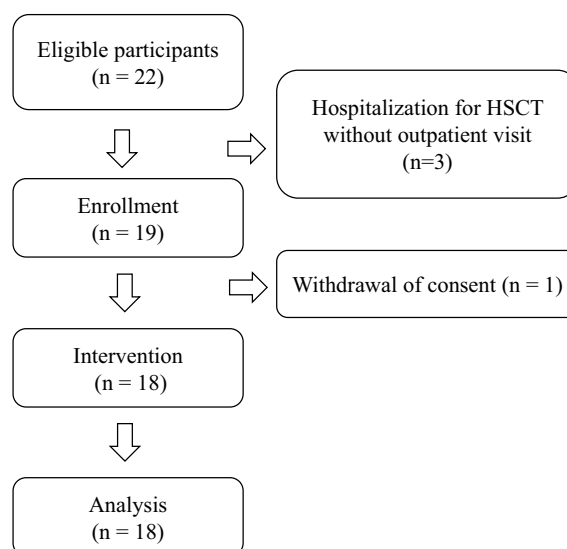 Eligible participants
(n = 22)
Hospitalization for HSCT
without outpatient visit
(n=3)
Enrollment
(n = 19)
Withdrawal of consent (n = 1)
Intervention
(n = 18)
Analysis
(n = 18)